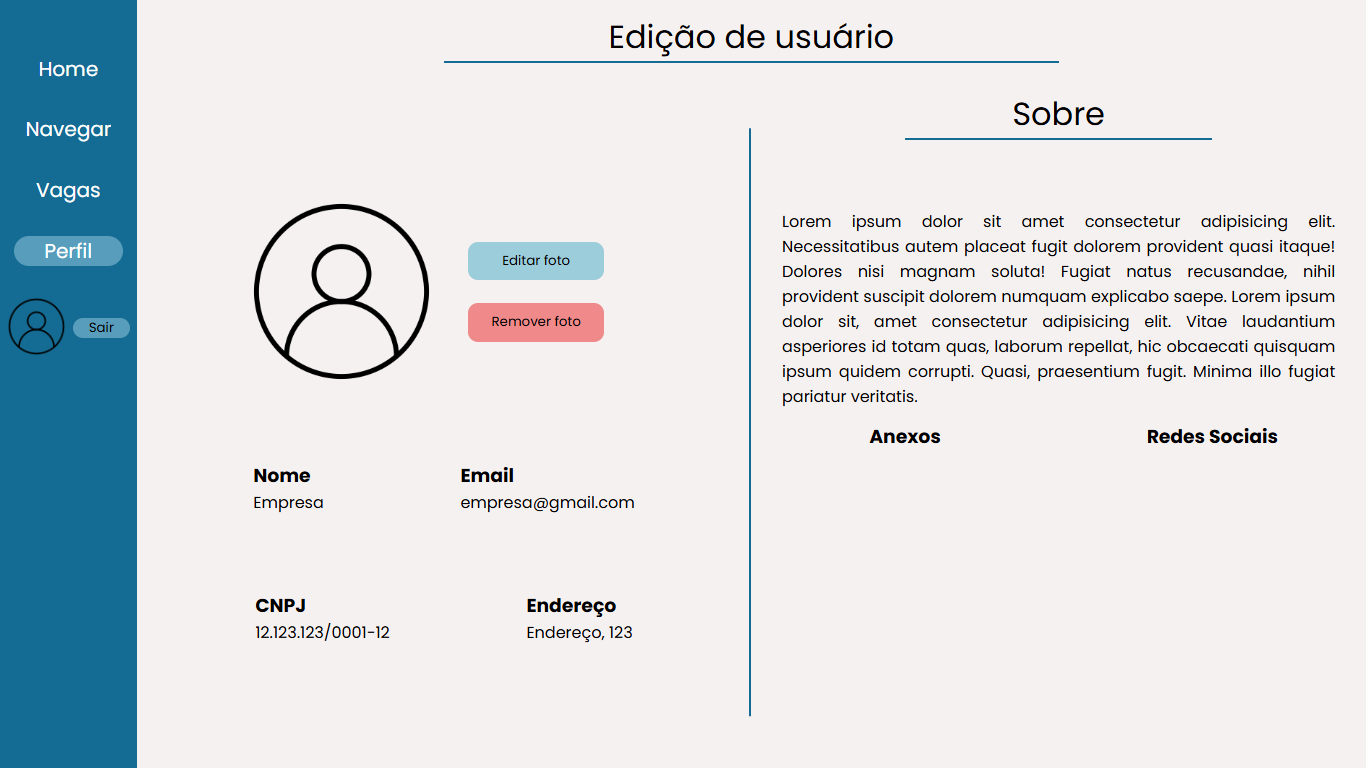 Home
Navegar
Vagas
Perfil
Sair
Edição de usuário
Editar foto
Remover foto
Nome
Empresa
Email
empresa@gmail.com
CNPJ
12.123.123/0001-12
Endereço
Endereço, 123
Sobre
Lorem ipsum dolor sit amet consectetur adipisicing elit.
Necessitatibus autem placeat fugit dolorem provident quasi itaque!
Dolores nisi magnam soluta! Fugiat natus recusandae, nihil
provident suscipit dolorem numquam explicabo saepe. Lorem ipsum
dolor sit, amet consectetur adipisicing elit. Vitae laudantium
asperiores id totam quas, laborum repellat, hic obcaecati quisquam
ipsum quidem corrupti. Quasi, praesentium fugit. Minima illo fugiat
pariatur veritatis.
Anexos
Redes Sociais